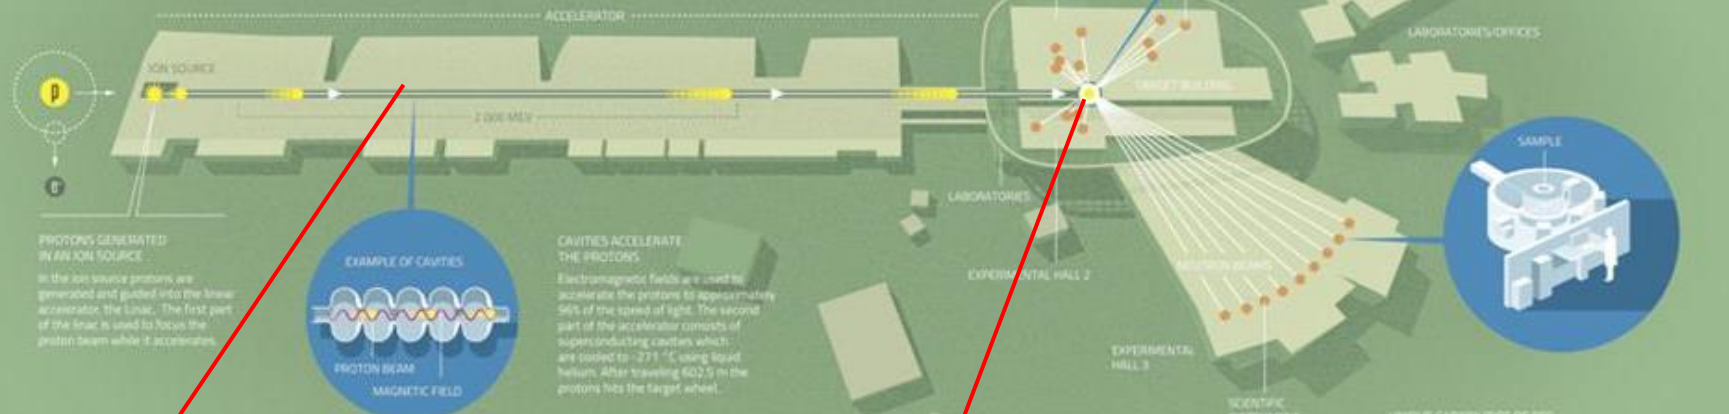 ACCELERATOR
LABORATORIES/OFFICES
ION SOURCE
P
TARGET BUILDING
2 000 MEV
e
SAMPLE
LABORATORIES
PROTONS GENERATED
IN AN ION SOURCE
In the ion source protons are
generated and guided into the linear
accelerator, the Linac. The first part
of the linac is used to focus the
proton beam while it accelerates.
EXAMPLE OF CAVITIES
PROTON BEAM
MAGNETIC FIELD
CAVITIES ACCELERATE
THE PROTONS
Electromagnetic fields are used to
accelerate the protons to approximately
96% of the speed of light. The second
part of the accelerator consists of
superconducting cavities which
are cooled to -271 °C using liquid
helium. After traveling 602.5 m the
protons hits the target wheel.
EXPERIMENTAL HALL 2
NEUTRON BEAMS
EXPERIMENTAL
HALL 3
SCIENTIFIC